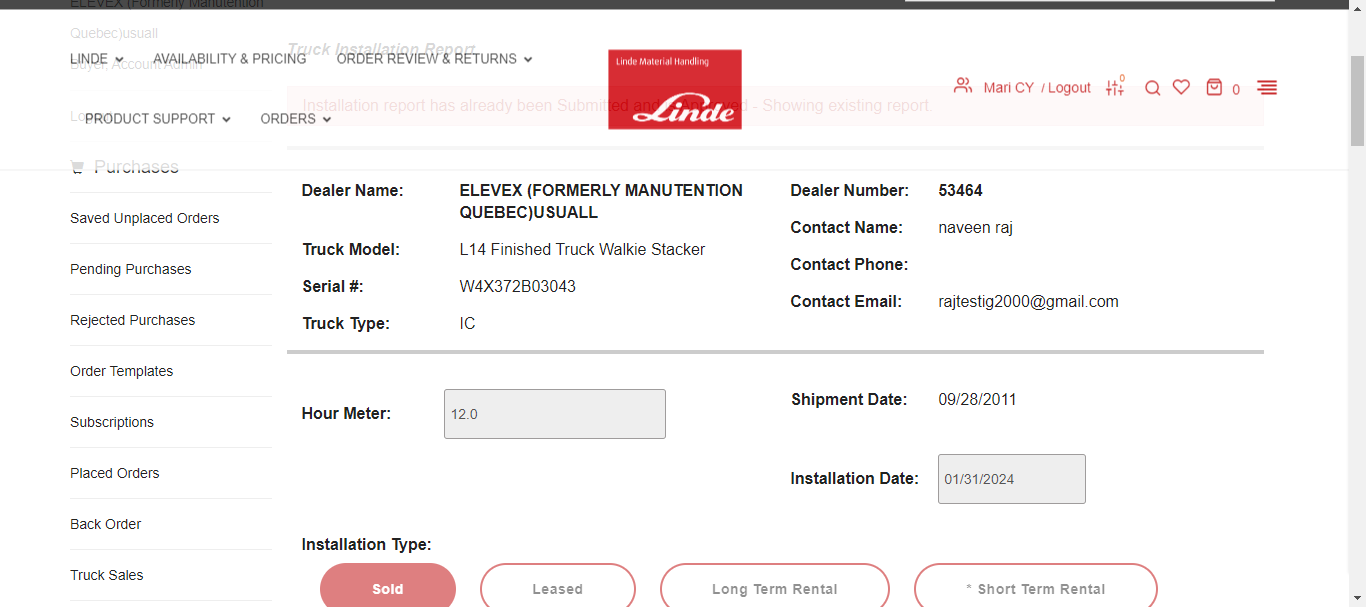 ELEVEX (Formerly Manutention
Quebec)usuall
Buyer, Account Admin
LINDE
AVAILABILITY & PRICING
ORDER REVIEW & RETURNS
PRODUCT SUPPORT
ORDERS
Linde Material Handling
Linde
Mari CY / Logout
0
0
Truck Installation Report
Installation report has already been Submitted and - Showing existing report.
Purchases
Saved Unplaced Orders
Pending Purchases
Rejected Purchases
Order Templates
Subscriptions
Placed Orders
Back Order
Truck Sales
Dealer Name: ELEVEX (FORMERLY MANUTENTION
QUEBEC)USUALL
Truck Model: L14 Finished Truck Walkie Stacker
Serial #: W4X372B03043
Truck Type: IC
Dealer Number: 53464
Contact Name: naveen raj
Contact Phone:
Contact Email: rajtestig2000@gmail.com
Hour Meter: 12.0
Shipment Date: 09/28/2011
Installation Date: 01/31/2024
Installation Type:
Sold
Leased
Long Term Rental
* Short Term Rental